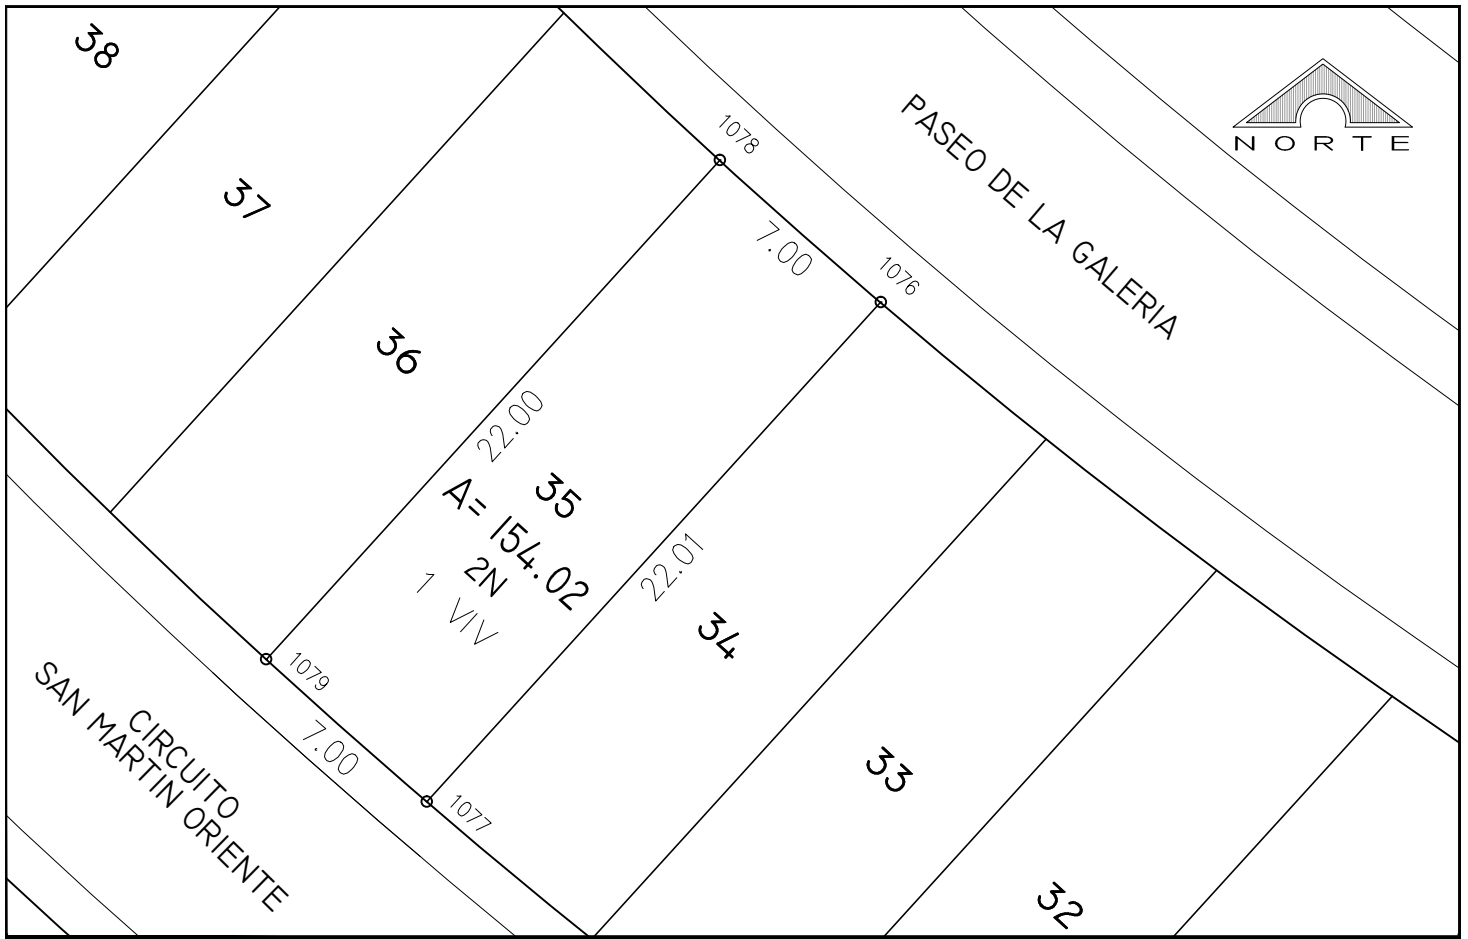 38
37
36
1078
7.00
1076
PASEO DE LA GALERIA
NORTE
22.00
35
A= 154.02
2N
1 VIV
22.01
34
33
32
1079
7.00
1077
CIRCUITO
SAN MARTIN ORIENTE